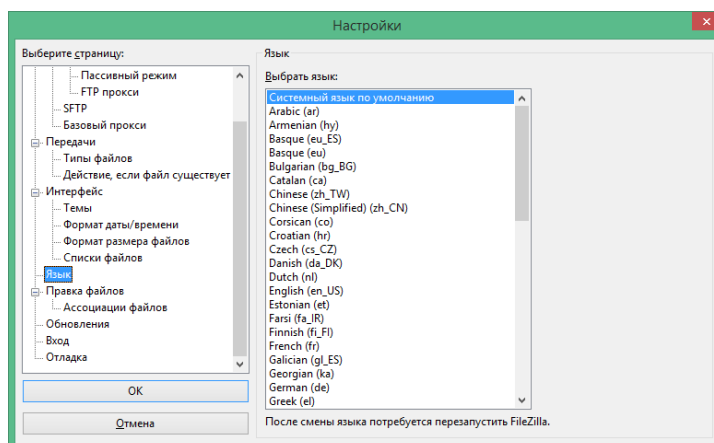 Настройки
Выберите страницу:
Пассивный режим
FTP прокси
SFTP
Базовый прокси
Передачи
Типы файлов
Действие, если файл существует
Интерфейс
Темы
Формат даты/времени
Формат размера файлов
Списки файлов
Язык
Правка файлов
Ассоциации файлов
Обновления
Вход
Отладка
OK
Отмена
Язык
Выбрать язык:
Системный язык по умолчанию
Arabic (ar)
Armenian (hy)
Basque (eu_ES)
Basque (eu)
Bulgarian (bg_BG)
Catalan (ca)
Chinese (zh_TW)
Chinese (Simplified) (zh_CN)
Corsican (co)
Croatian (hr)
Czech (cs_CZ)
Danish (da_DK)
Dutch (nl)
English (en_US)
Estonian (et)
Farsi (fa_IR)
Finnish (fi_FI)
French (fr)
Galician (gl_ES)
Georgian (ka)
German (de)
Greek (el)
После смены языка потребуется перезапустить FileZilla.